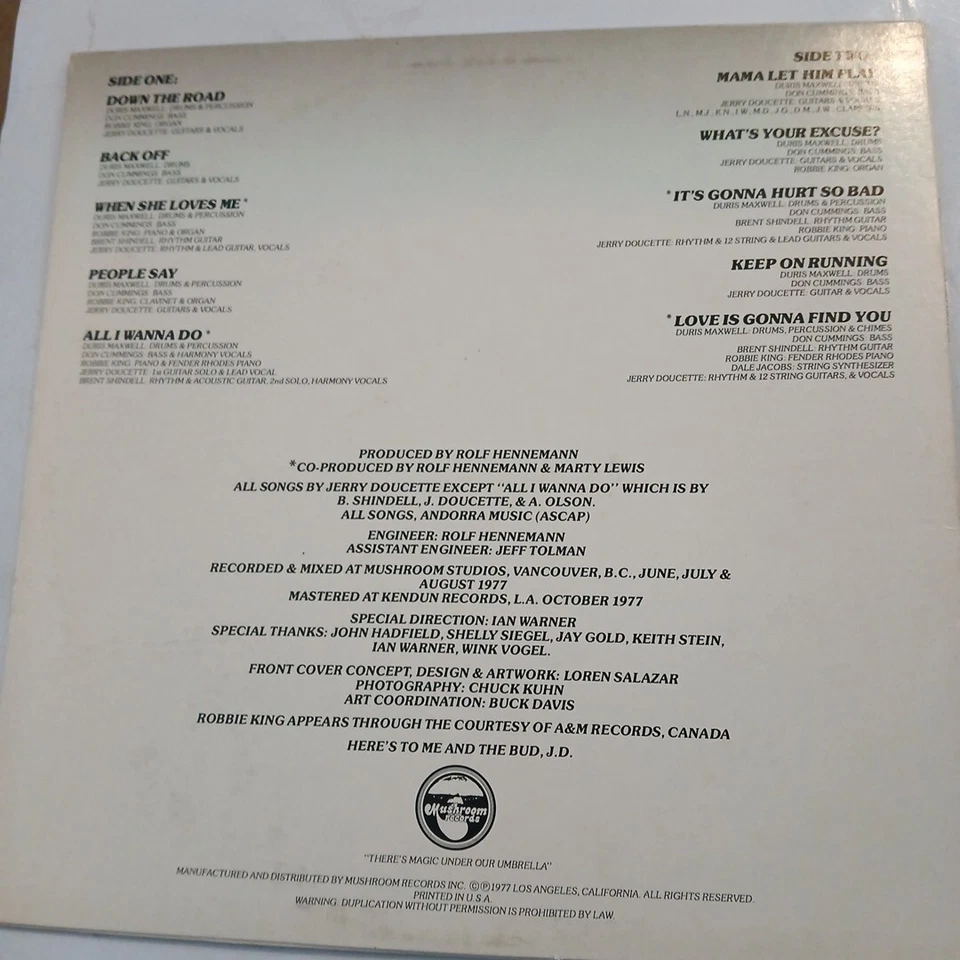 SIDE ONE:
DOWN THE ROAD
DURIS MAXWELL: DRUMS & PERCUSSION
DON CUMMINGS: BASS
ROBBIE KING: ORGAN
JERRY DOUCETTE: GUITARS & VOCALS
BACK OFF
DURIS MAXWELL: DRUMS
DON CUMMINGS: BASS
JERRY DOUCETTE: GUITARS & VOCALS
WHEN SHE LOVES ME *
DURIS MAXWELL: DRUMS & PERCUSSION
DON CUMMINGS: BASS
ROBBIE KING: PIANO & ORGAN
BRENT SHINDELL: RHYTHM GUITAR
JERRY DOUCETTE: RHYTHM & LEAD GUITAR, VOCALS
PEOPLE SAY
DURIS MAXWELL: DRUMS & PERCUSSION
DON CUMMINGS: BASS
ROBBIE KING: CLAVINET & ORGAN
JERRY DOUCETTE: GUITARS & VOCALS
ALL I WANNA DO *
DURIS MAXWELL: DRUMS & PERCUSSION
DON CUMMINGS: BASS & HARMONY VOCALS
ROBBIE KING: PIANO & FENDER RHODES PIANO
JERRY DOUCETTE: 1st GUITAR SOLO & LEAD VOCAL
BRENT SHINDELL: RHYTHM & ACOUSTIC GUITAR, 2nd SOLO, HARMONY VOCALS
SIDE TWO:
MAMA LET HIM PLAY
DURIS MAXWELL:
DON CUMMINGS: BASS
JERRY DOUCETTE: GUITARS & VOCALS
L.N., M.J., K.N., I.W., M.D., J.G., D.M., J.W.:
WHAT'S YOUR EXCUSE?
DURIS MAXWELL: DRUMS
DON CUMMINGS: BASS
JERRY DOUCETTE: GUITARS & VOCALS
ROBBIE KING: ORGAN
* IT'S GONNA HURT SO BAD
DURIS MAXWELL: DRUMS & PERCUSSION
DON CUMMINGS: BASS
BRENT SHINDELL: RHYTHM GUITAR
ROBBIE KING: PIANO
JERRY DOUCETTE: RHYTHM & 12 STRING & LEAD GUITARS & VOCALS
KEEP ON RUNNING
DURIS MAXWELL: DRUMS
DON CUMMINGS: BASS
JERRY DOUCETTE: GUITAR & VOCALS
* LOVE IS GONNA FIND YOU
DURIS MAXWELL: DRUMS, PERCUSSION & CHIMES
DON CUMMINGS: BASS
BRENT SHINDELL: RHYTHM GUITAR
ROBBIE KING: FENDER RHODES PIANO
DALE JACOBS: STRING SYNTHESIZER
JERRY DOUCETTE: RHYTHM & 12 STRING GUITARS, & VOCALS
PRODUCED BY ROLF HENNEMANN
*CO-PRODUCED BY ROLF HENNEMANN & MARTY LEWIS
ALL SONGS BY JERRY DOUCETTE EXCEPT "ALL I WANNA DO" WHICH IS BY
B. SHINDELL, J. DOUCETTE, & A. OLSON.
ALL SONGS, ANDORRA MUSIC (ASCAP)
ENGINEER: ROLF HENNEMANN
ASSISTANT ENGINEER: JEFF TOLMAN
RECORDED & MIXED AT MUSHROOM STUDIOS, VANCOUVER, B.C., JUNE, JULY &
AUGUST 1977
MASTERED AT KENDUN RECORDS, L.A. OCTOBER 1977
SPECIAL DIRECTION: IAN WARNER
SPECIAL THANKS: JOHN HADFIELD, SHELLY SIEGEL, JAY GOLD, KEITH STEIN,
IAN WARNER, WINK VOGEL.
FRONT COVER CONCEPT, DESIGN & ARTWORK: LOREN SALAZAR
PHOTOGRAPHY: CHUCK KUHN
ART COORDINATION: BUCK DAVIS
ROBBIE KING APPEARS THROUGH THE COURTESY OF A&M RECORDS, CANADA
HERE'S TO ME AND THE BUD, J.D.
Mushroom
records
"THERE'S MAGIC UNDER OUR UMBRELLA"
MANUFACTURED AND DISTRIBUTED BY MUSHROOM RECORDS INC. ©℗1977 LOS ANGELES, CALIFORNIA. ALL RIGHTS RESERVED.
PRINTED IN U.S.A.
WARNING: DUPLICATION WITHOUT PERMISSION IS PROHIBITED BY LAW.